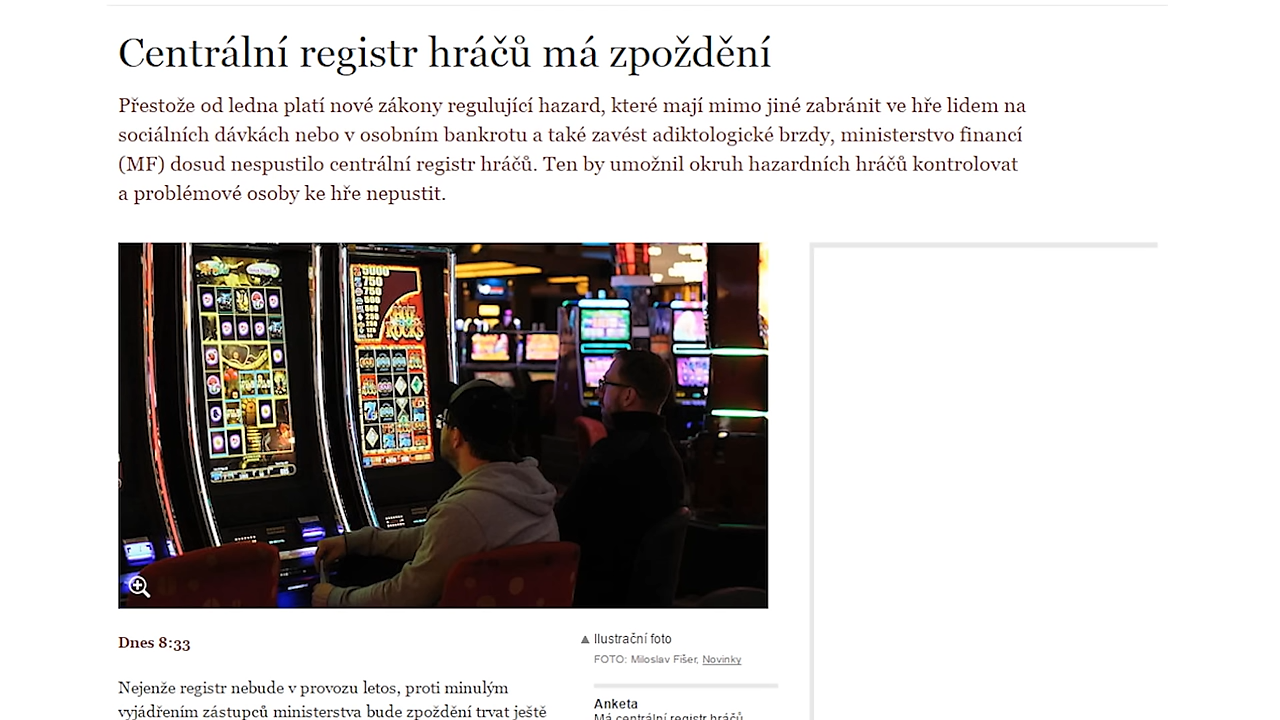 Centrální registr hráčů má zpoždění
Přestože od ledna platí nové zákony regulující hazard, které mají mimo jiné zabránit ve hře lidem na
sociálních dávkách nebo v osobním bankrotu a také zavést adiktologické brzdy, ministerstvo financí
(MF) dosud nespustilo centrální registr hráčů. Ten by umožnil okruh hazardních hráčů kontrolovat
a problémové osoby ke hře nepustit.
5000
750
750
Dnes 8:33
▲ Ilustrační foto
FOTO: Miloslav Fišer, Novinky
Nejenže registr nebude v provozu letos, proti minulým
vyjádřením zástupců ministerstva bude zpoždění trvat ještě
Anketa
Má centrální registr hráčů